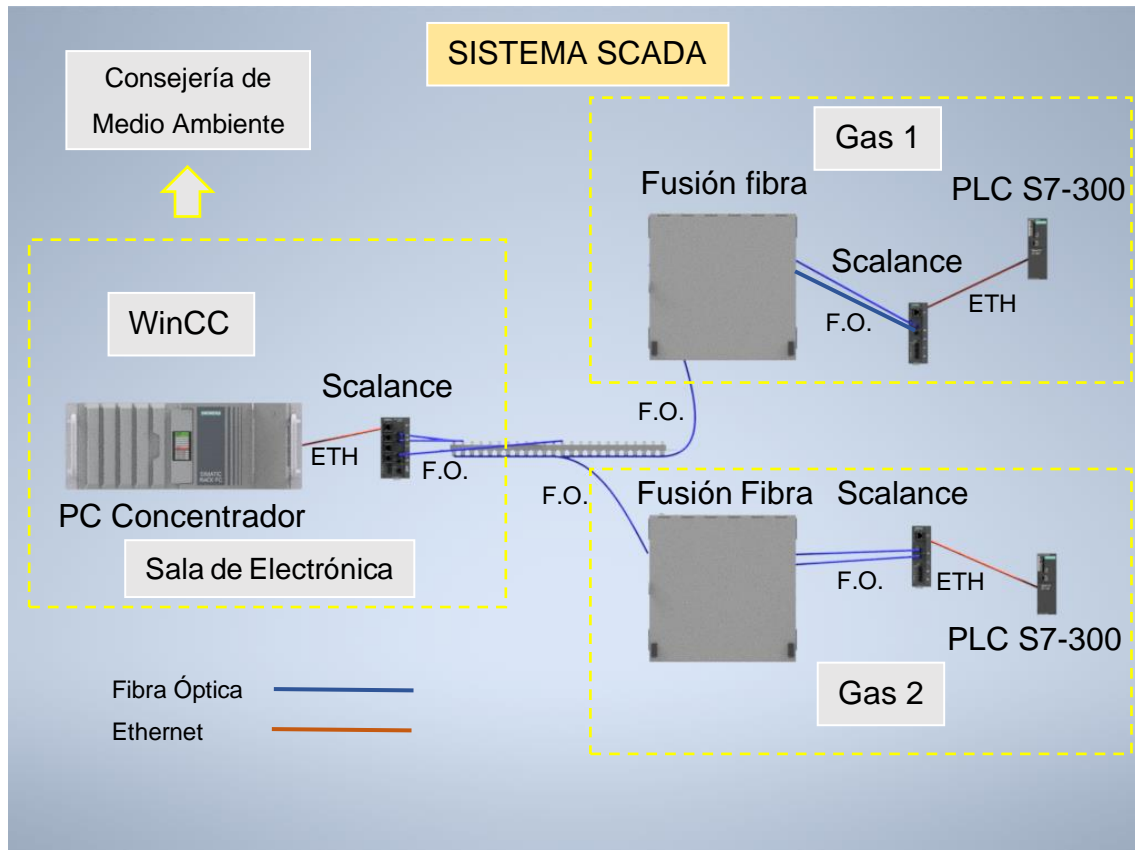 SISTEMA SCADA
Consejería de
Medio Ambiente
WinCC
Scalance
ETH
F.O.
PC Concentrador
Sala de Electrónica
Gas 1
Fusión fibra
PLC S7-300
Scalance
F.O.
ETH
F.O.
F.O.
Fusión Fibra
Scalance
F.O.
ETH
PLC S7-300
Gas 2
Fibra Óptica
Ethernet